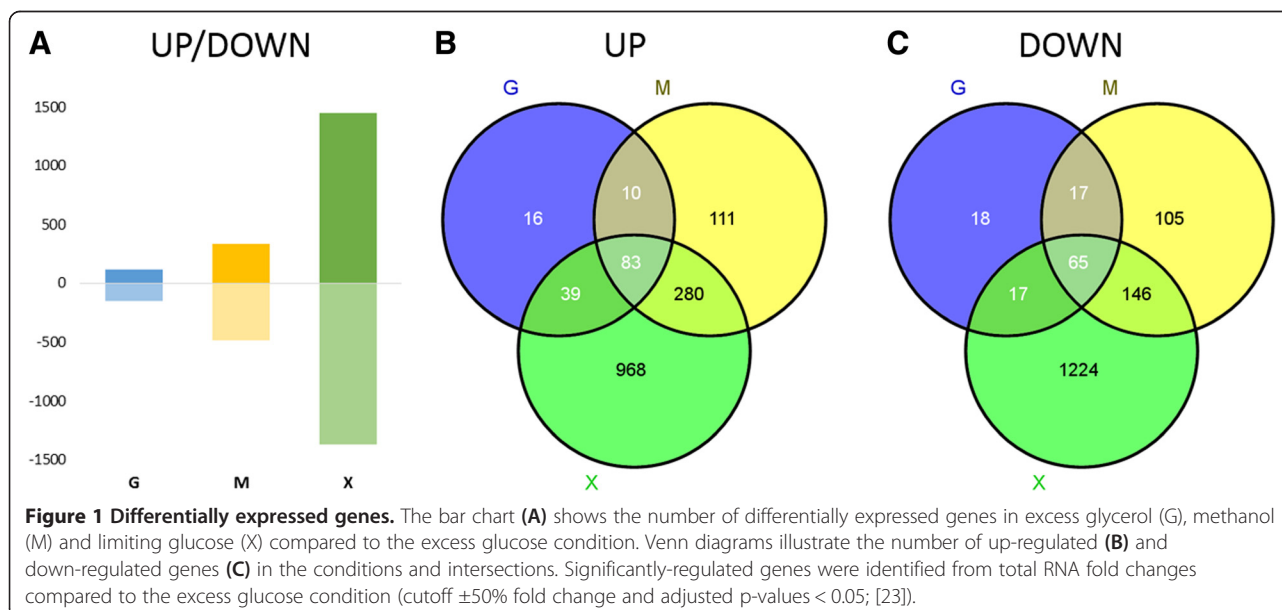 A UP/DOWN
1500
1000
500
0
-500
-1000
-1500
G M X
B UP
G M
10
16 111
83
39 280
968
X
C DOWN
G M
17
18 105
65
17 146
1224
X
Figure 1 Differentially expressed genes. The bar chart (A) shows the number of differentially expressed genes in excess glycerol (G), methanol
(M) and limiting glucose (X) compared to the excess glucose condition. Venn diagrams illustrate the number of up-regulated (B) and
down-regulated genes (C) in the conditions and intersections. Significantly-regulated genes were identified from total RNA fold changes
compared to the excess glucose condition (cutoff ±50% fold change and adjusted p-values < 0.05; [23]).